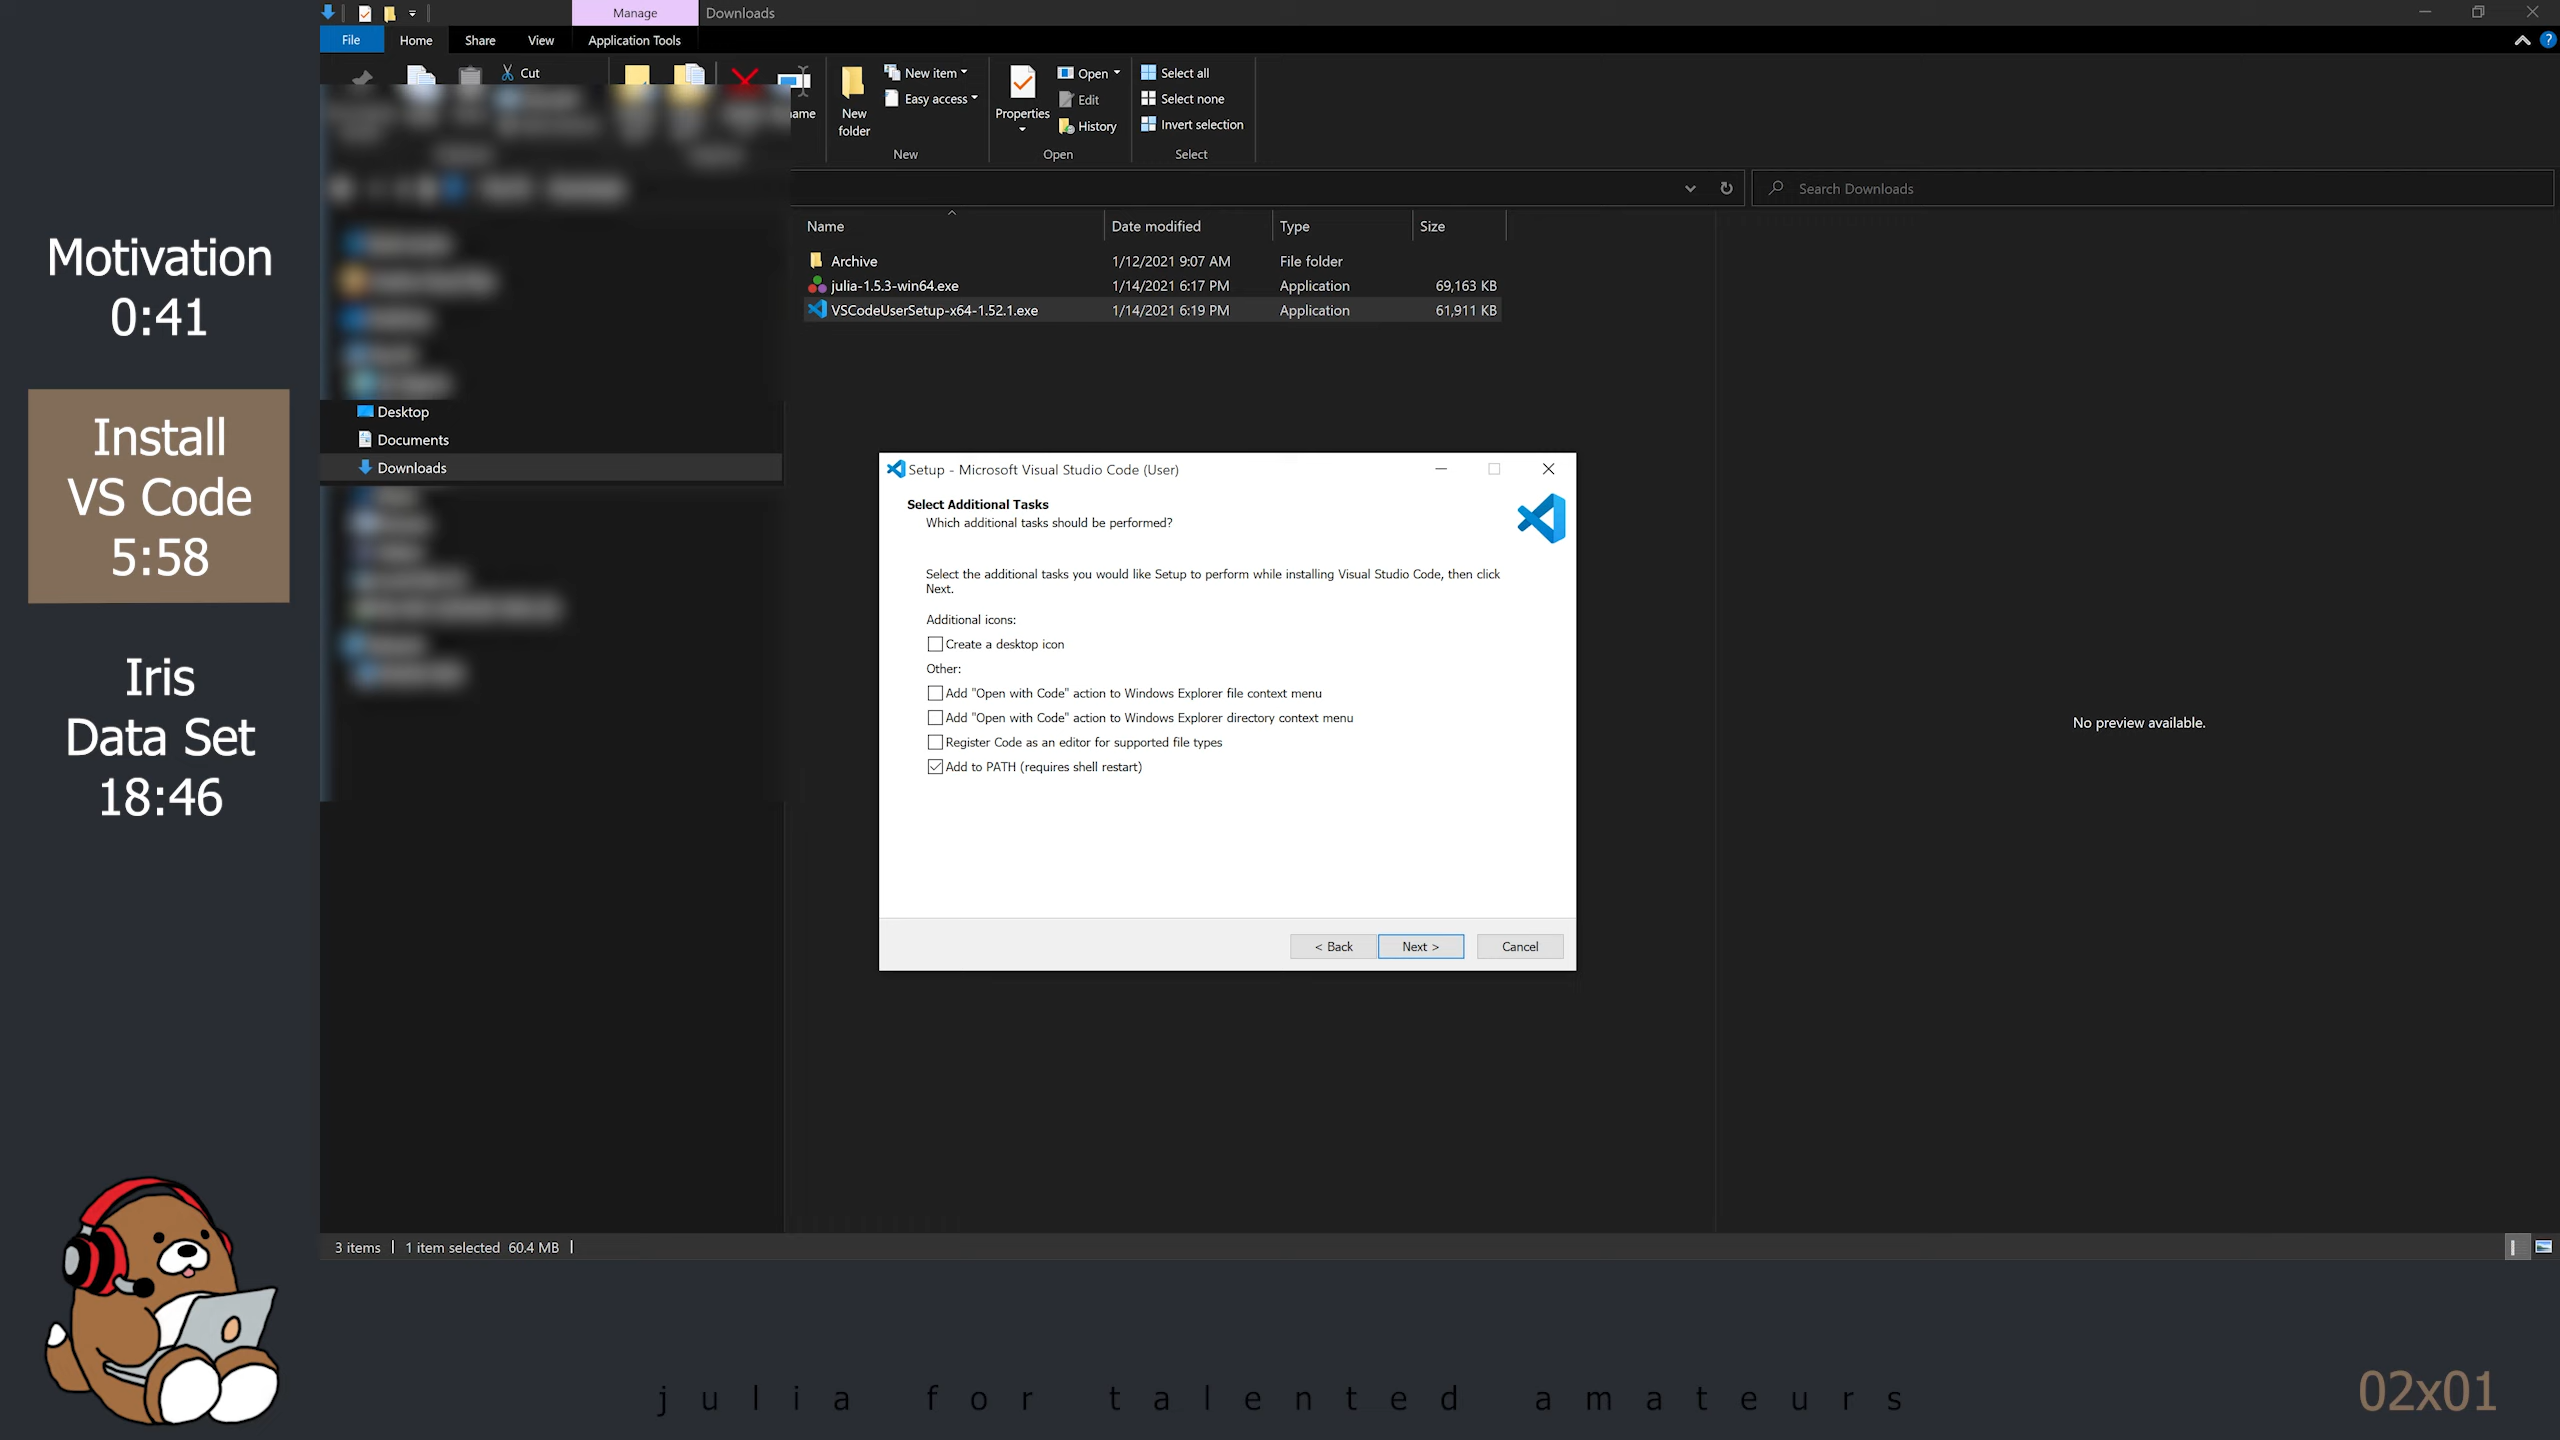 Manage
Downloads
File
Home
Share
View
Application Tools
Cut
ame
New
folder
New item
Easy access
New
Properties
Open
Edit
History
Open
Select all
Select none
Invert selection
Select
Search Downloads
Name
Date modified
Type
Size
Archive
1/12/2021 9:07 AM
File folder
julia-1.5.3-win64.exe
1/14/2021 6:17 PM
Application
69,163 KB
VSCodeUserSetup-x64-1.52.1.exe
1/14/2021 6:19 PM
Application
61,911 KB
Desktop
Documents
Downloads
Motivation
0:41
Install
VS Code
5:58
Iris
Data Set
18:46
Setup - Microsoft Visual Studio Code (User)
Select Additional Tasks
Which additional tasks should be performed?
Select the additional tasks you would like Setup to perform while installing Visual Studio Code, then click
Next.
Additional icons:
Create a desktop icon
Other:
Add "Open with Code" action to Windows Explorer file context menu
Add "Open with Code" action to Windows Explorer directory context menu
Register Code as an editor for supported file types
Add to PATH (requires shell restart)
< Back
Next >
Cancel
No preview available.
3 items
1 item selected 60.4 MB
julia for talented amateurs
02x01